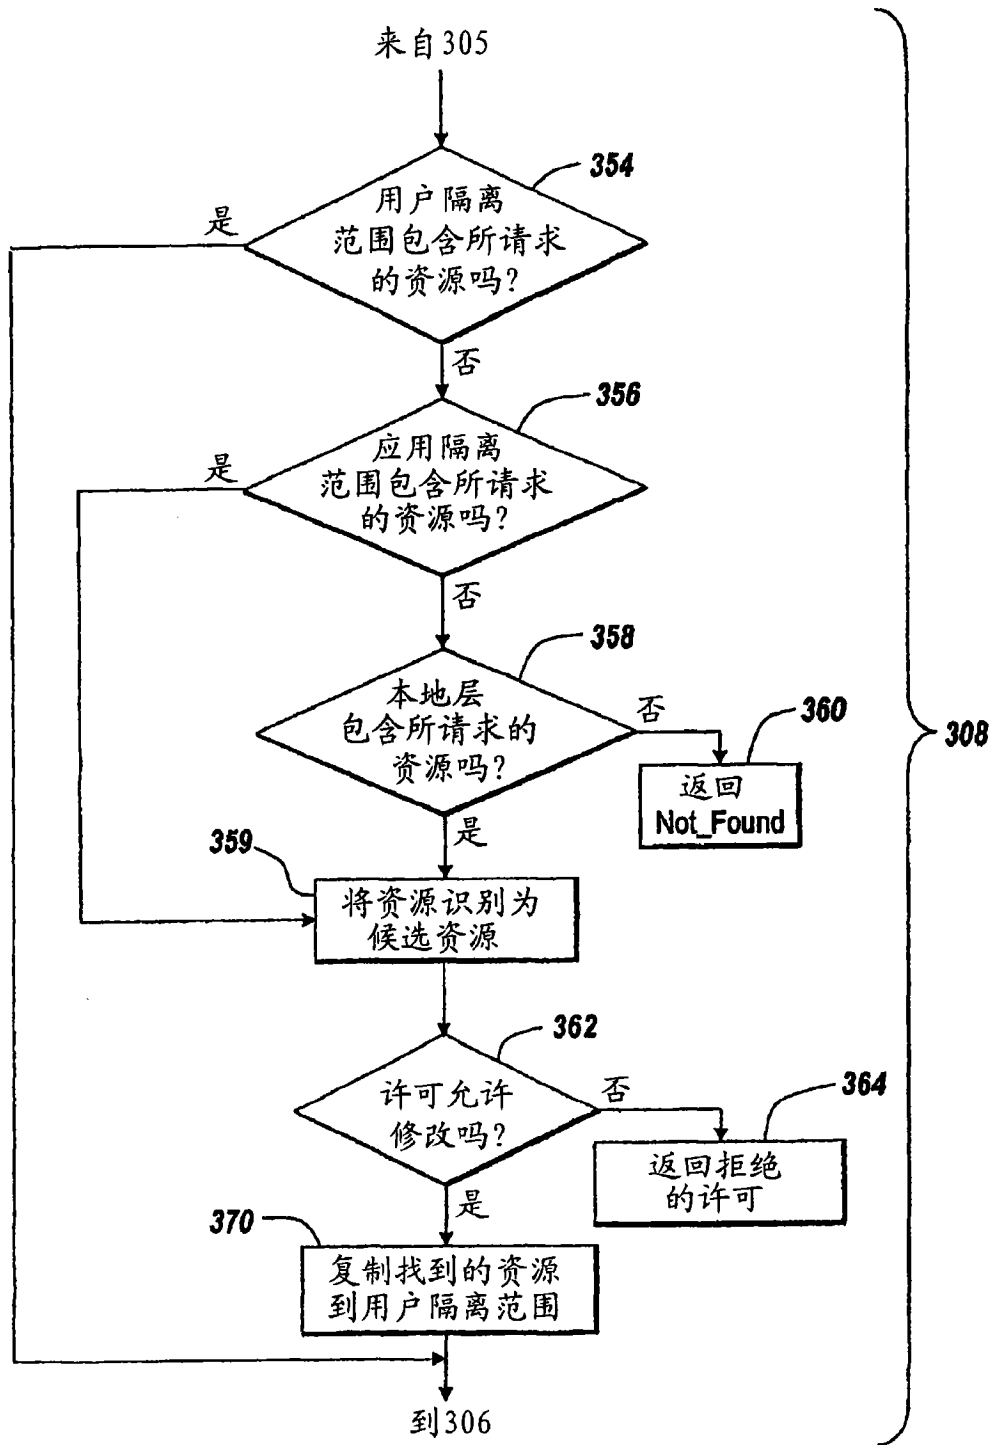 来自305
354
用户隔离
范围包含所请求
的资源吗?
是
否
356
应用隔离
范围包含所请求
的资源吗?
是
否
358
本地层
包含所请求的
资源吗?
否
360
返回
Not_Found
308
是
359
将资源识别为
候选资源
362
许可允许
修改吗?
否
364
返回拒绝
的许可
是
370
复制找到的资源
到用户隔离范围
到306